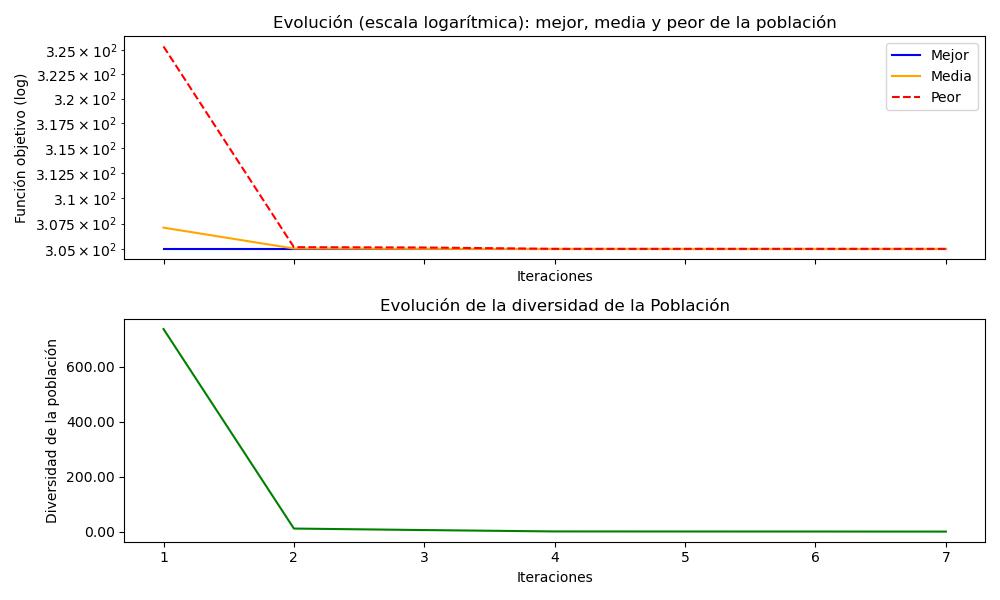 Evolución (escala logarítmica): mejor, media y peor de la población
Función objetivo (log)
3.25 × 10²
3.225 × 10²
3.2 × 10²
3.175 × 10²
3.15 × 10²
3.125 × 10²
3.1 × 10²
3.075 × 10²
3.05 × 10²
Mejor
Media
Peor
Iteraciones
Evolución de la diversidad de la Población
Diversidad de la población
600.00
400.00
200.00
0.00
1 2 3 4 5 6 7
Iteraciones